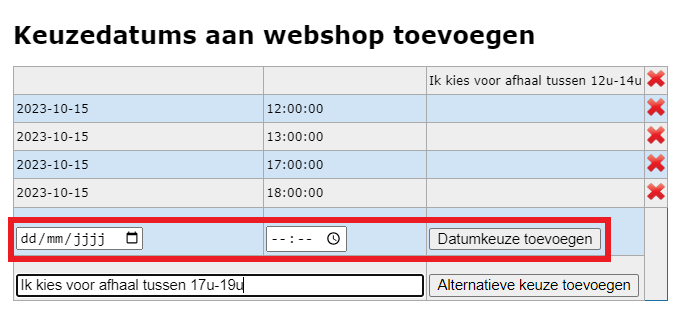 Keuzedatums aan webshop toevoegen
Ik kies voor afhaal tussen 12u-14u
2023-10-15 12:00:00
2023-10-15 13:00:00
2023-10-15 17:00:00
2023-10-15 18:00:00
dd/mm/jjjj --:-- Datumkeuze toevoegen
Ik kies voor afhaal tussen 17u-19u Alternatieve keuze toevoegen